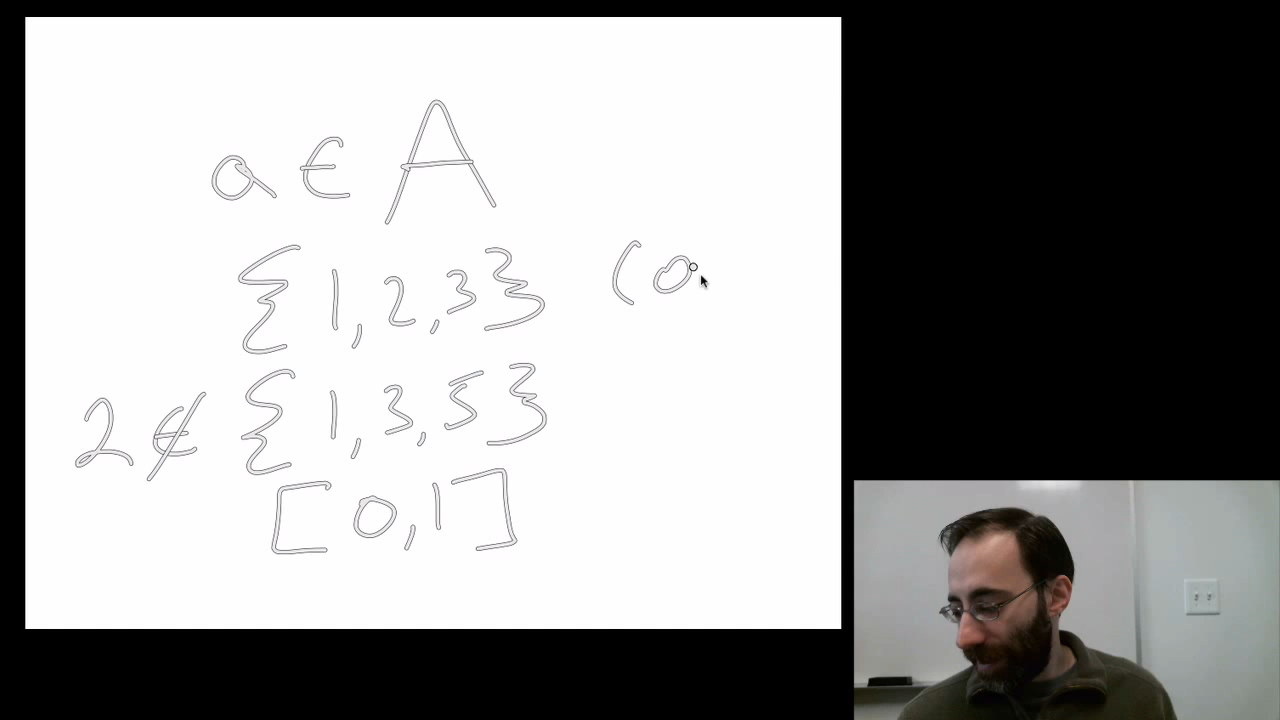 a ∈ A
{1, 2, 3} (0
2 ∉ {1, 3, 5}
[0, 1]